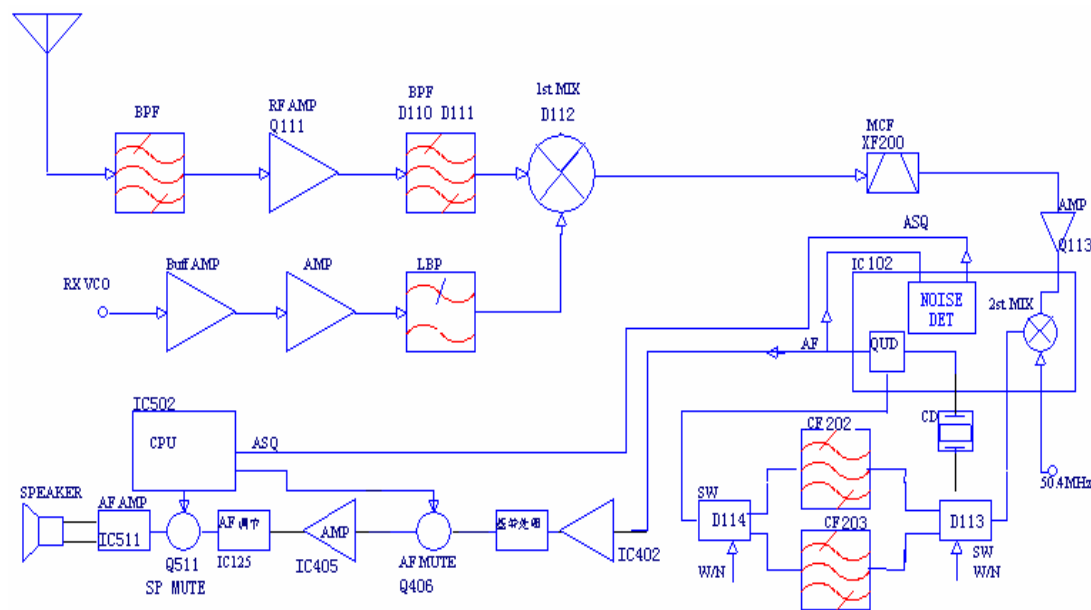 BPF
RF AMP
Q111
BPF
D110 D111
1st MIX
D112
MCF
XF200
AMP
Q113
ASQ
IC102
NOISE
DET
2st MIX
RX VCO
Buff AMP
AMP
LBP
AF
QUD
CD
50.4MHz
IC502
CPU
ASQ
CF202
CF203
SW
D114
W/N
D113
SW
W/N
SPEAKER
AF AMP
IC511
Q511
SP MUTE
AF 调节
IC125
AMP
IC405
AF MUTE
Q406
IC402